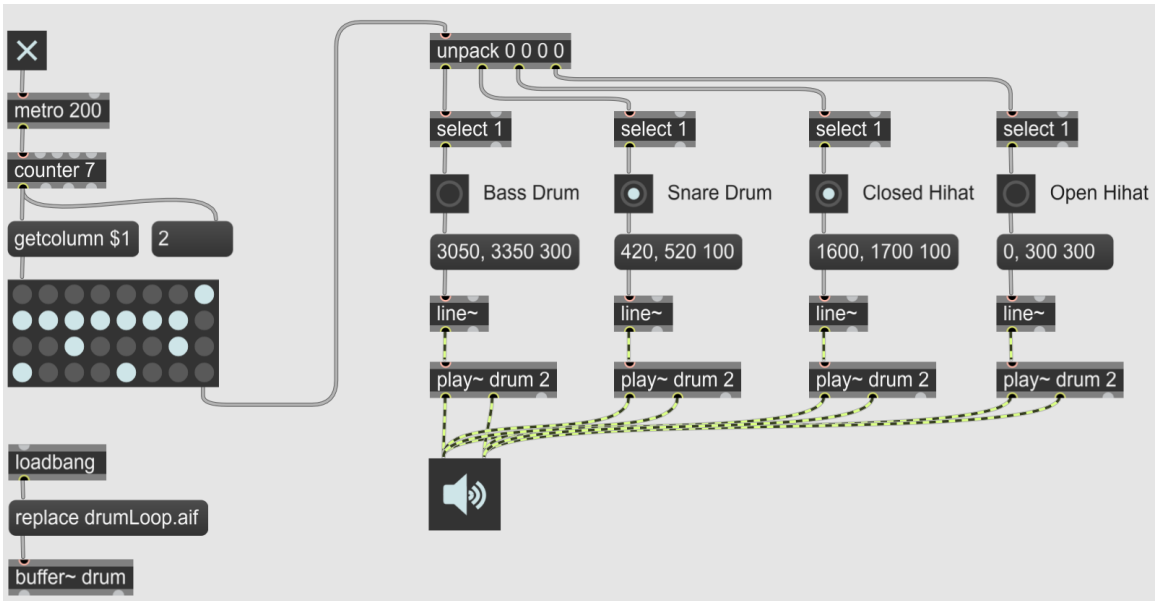 unpack 0 0 0 0
metro 200
select 1
select 1
select 1
select 1
counter 7
Bass Drum
Snare Drum
Closed Hihat
Open Hihat
getcolumn $1
2
3050, 3350 300
420, 520 100
1600, 1700 100
0, 300 300
line~
line~
line~
line~
play~ drum 2
play~ drum 2
play~ drum 2
play~ drum 2
loadbang
replace drumLoop.aif
buffer~ drum